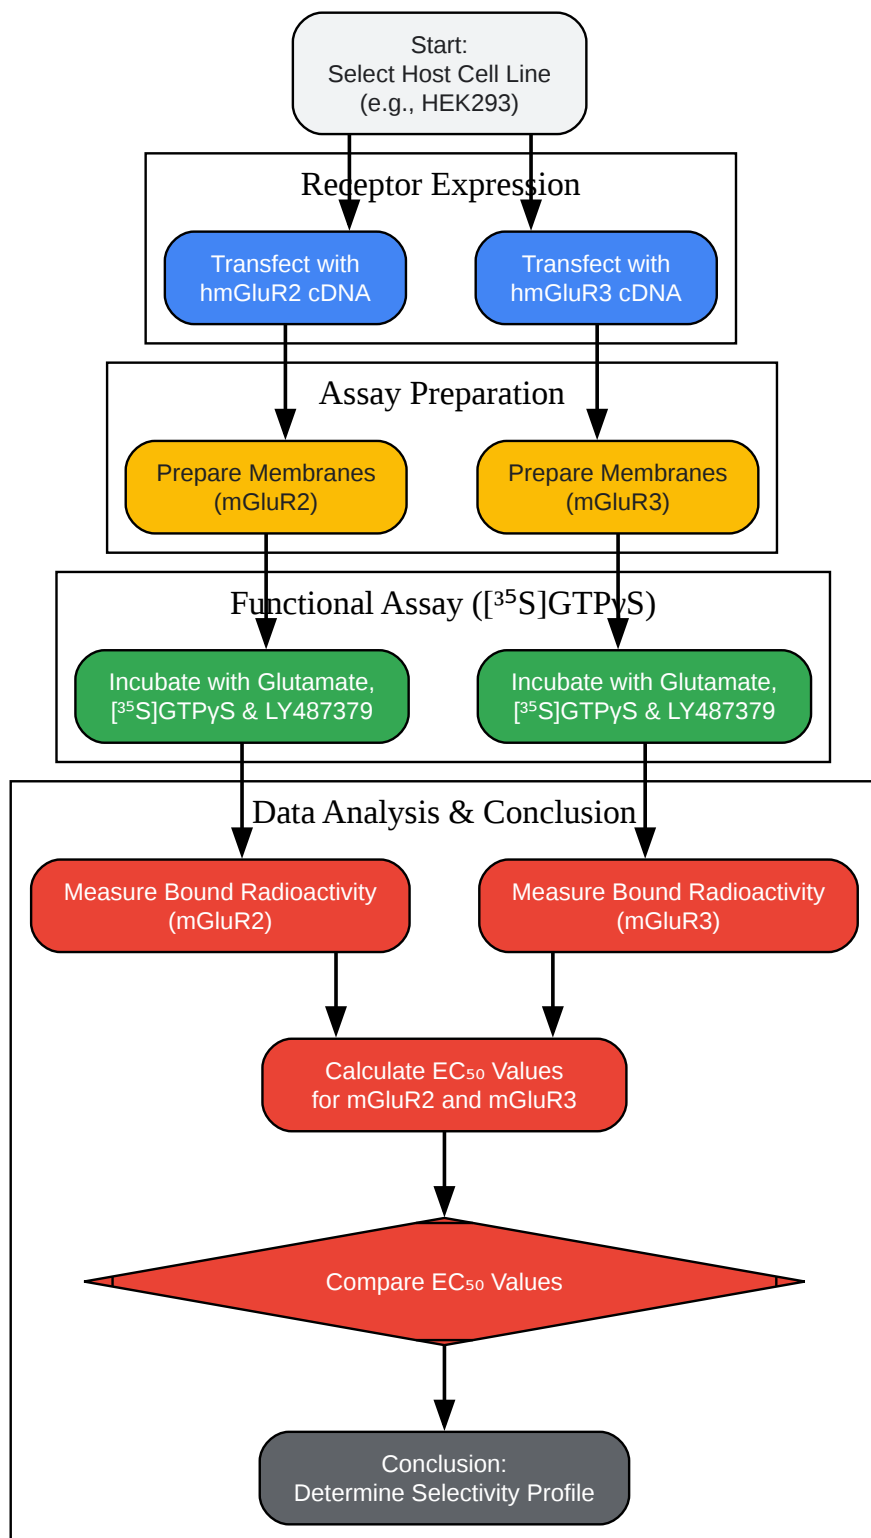 Start:
Select Host Cell Line
(e.g., HEK293)
Receptor Expression
Transfect with
hmGluR2 cDNA
Transfect with
hmGluR3 cDNA
Assay Preparation
Prepare Membranes
(mGluR2)
Prepare Membranes
(mGluR3)
Functional Assay ([³⁵S]GTPγS)
Incubate with Glutamate,
[³⁵S]GTPγS & LY487379
Incubate with Glutamate,
[³⁵S]GTPγS & LY487379
Data Analysis & Conclusion
Measure Bound Radioactivity
(mGluR2)
Measure Bound Radioactivity
(mGluR3)
Calculate EC₅₀ Values
for mGluR2 and mGluR3
Compare EC₅₀ Values
Conclusion:
Determine Selectivity Profile